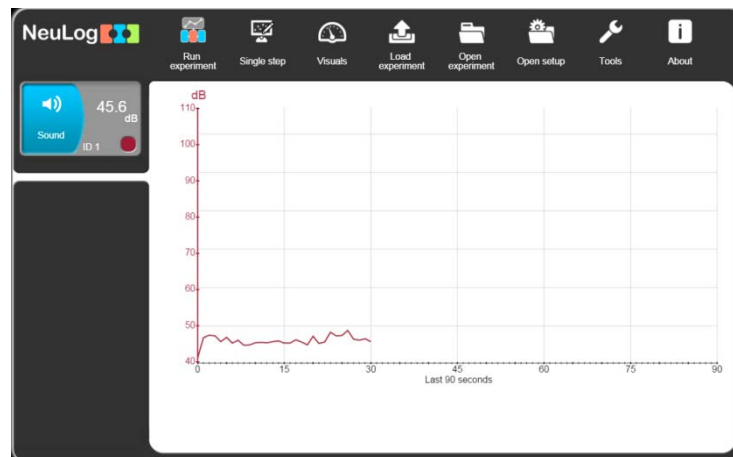 NeuLog
Run experiment
Single step
Visuals
Load experiment
Open experiment
Open setup
Tools
About
45.6
dB
Sound
ID 1
dB
110
100
90
80
70
60
50
40
0 15 30 45 60 75 90
Last 90 seconds